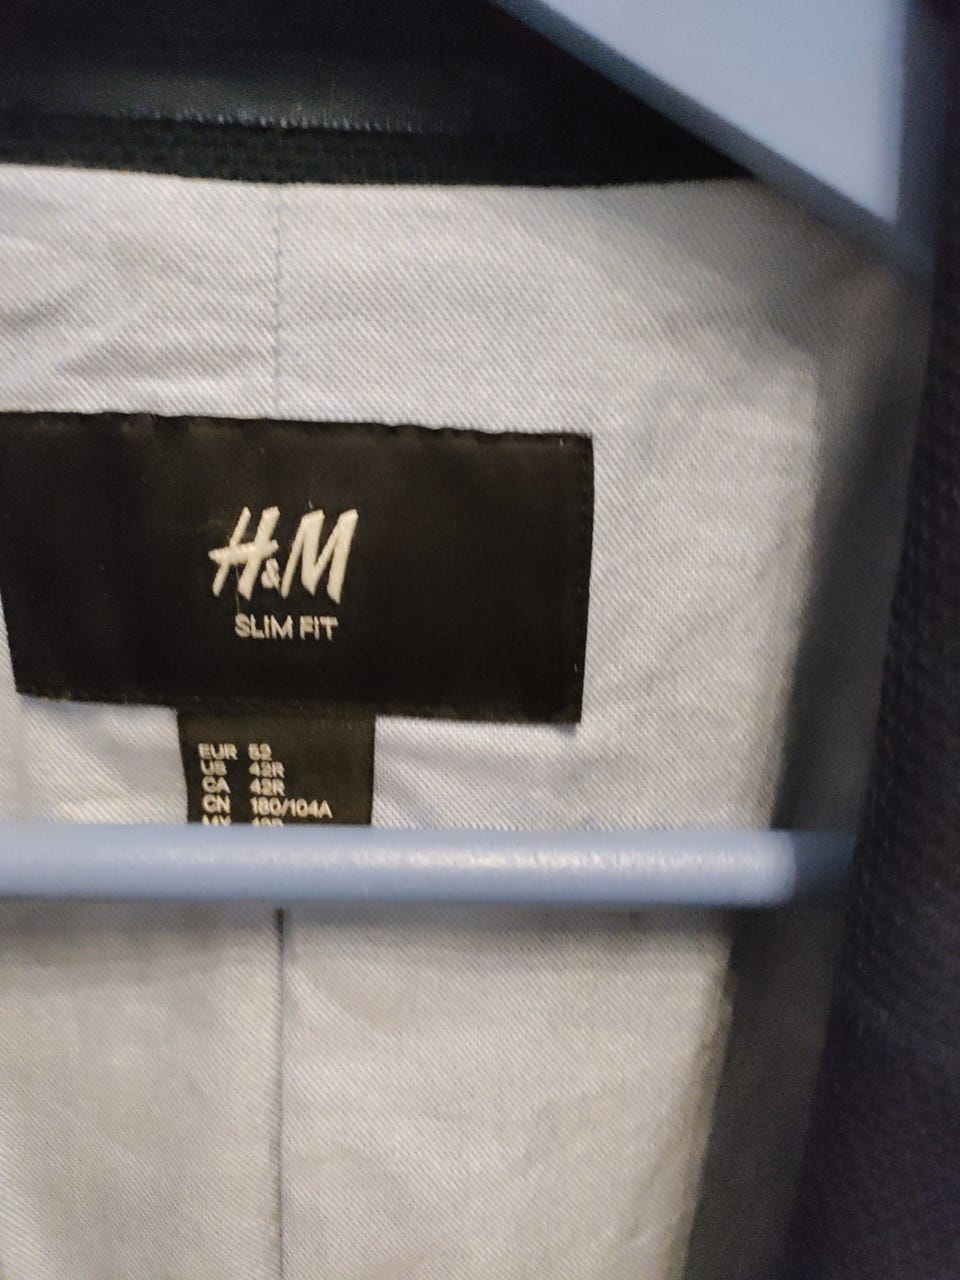 H&M
SLIM FIT
EUR 52
US 42R
CA 42R
CN 180/104A